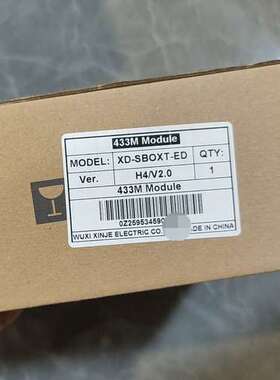 433M Module
MODEL: XD-SBOXT-ED QTY:
Ver. H4/V2.0 1
433M Module
WUXI XINJE ELECTRIC CO. MADE IN CHINA